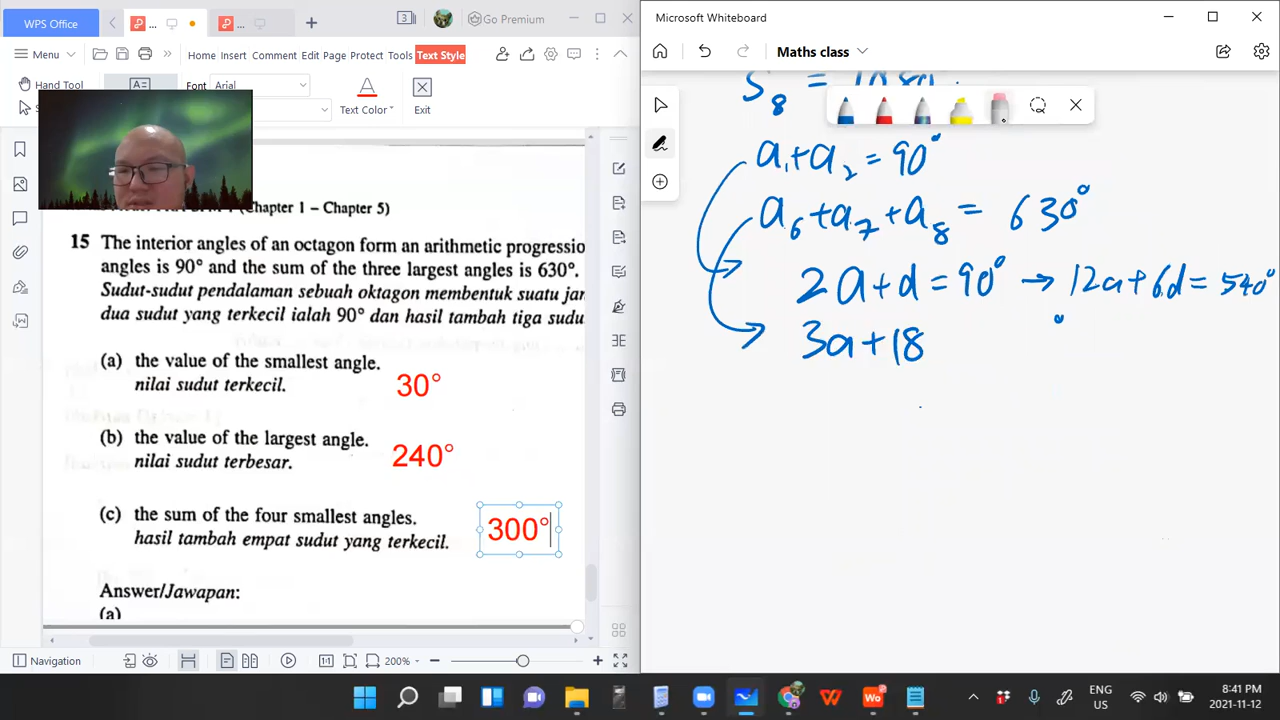 WPS Office
3
Go Premium
Menu
Home Insert Comment Edit Page Protect Tools Text Style
Hand Tool
Font Arial
Text Color
Exit
(Chapter 1 – Chapter 5)
15 The interior angles of an octagon form an arithmetic progressio
angles is 90° and the sum of the three largest angles is 630°.
Sudut-sudut pendalaman sebuah oktagon membentuk suatu jan
dua sudut yang terkecil ialah 90° dan hasil tambah tiga sudu
(a) the value of the smallest angle.
nilai sudut terkecil.
30°
(b) the value of the largest angle.
nilai sudut terbesar.
240°
(c) the sum of the four smallest angles.
hasil tambah empat sudut yang terkecil.
300°
Answer/Jawapan:
(a)
Navigation
200%
Microsoft Whiteboard
Maths class
S₈ =
a₁+a₂ = 90°
a₆+a₇+a₈ = 630°
2a+d = 90° → 12a+6d = 540°
3a+18
ENG
US
8:41 PM
2021-11-12